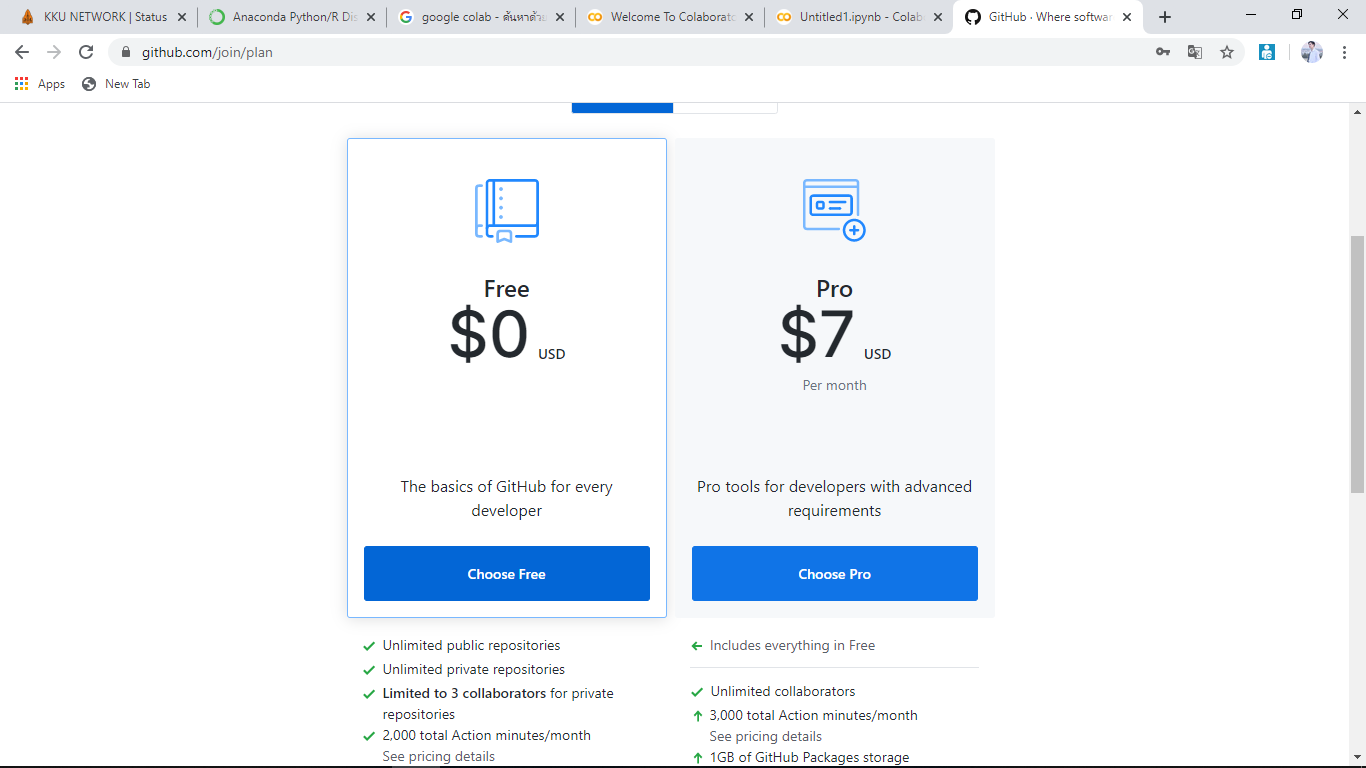 KKU NETWORK | Status
Anaconda Python/R Dis
google colab - ค้นหาด้วย
Welcome To Colaborato
Untitled1.ipynb - Colab
GitHub · Where softwar
github.com/join/plan
Apps
New Tab
Free
$0 USD
Pro
$7 USD
Per month
The basics of GitHub for every
developer
Pro tools for developers with advanced
requirements
Choose Free
Choose Pro
Unlimited public repositories
Unlimited private repositories
Limited to 3 collaborators for private
repositories
2,000 total Action minutes/month
See pricing details
Includes everything in Free
Unlimited collaborators
3,000 total Action minutes/month
See pricing details
1GB of GitHub Packages storage